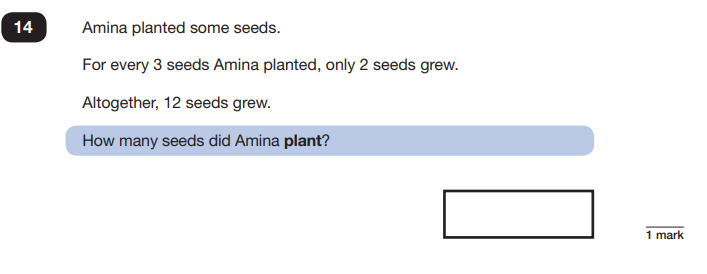 14
Amina planted some seeds.
For every 3 seeds Amina planted, only 2 seeds grew.
Altogether, 12 seeds grew.
How many seeds did Amina plant?
1 mark